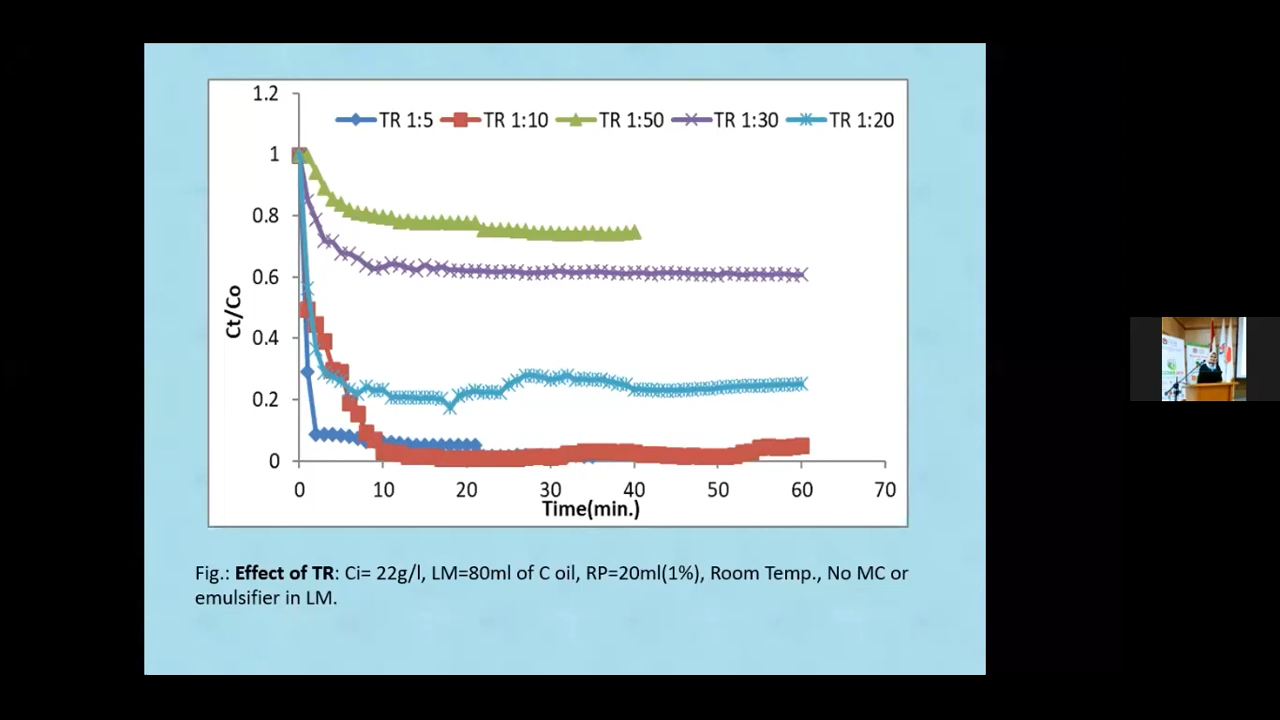 1.2
TR 1:5 TR 1:10 TR 1:50 TR 1:30 TR 1:20
1
0.8
0.6
0.4
0.2
0
Ct/Co
0 10 20 30 40 50 60 70
Time(min.)
Fig.: Effect of TR: Ci= 22g/l, LM=80ml of C oil, RP=20ml(1%), Room Temp., No MC or
emulsifier in LM.